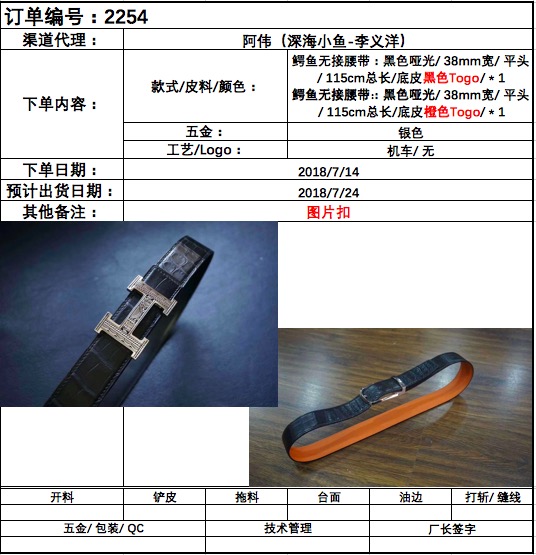 订单编号：2254
渠道代理： 阿伟（深海小鱼-李义洋）
下单内容： 款式/皮料/颜色： 鳄鱼无接腰带：黑色哑光/ 38mm宽/ 平头
/ 115cm总长/底皮黑色Togo/ * 1
鳄鱼无接腰带:：黑色哑光/ 38mm宽/ 平头
/ 115cm总长/底皮橙色Togo/ * 1
五金： 银色
工艺/Logo： 机车/ 无
下单日期： 2018/7/14
预计出货日期： 2018/7/24
其他备注： 图片扣
开料 铲皮 拖料 台面 油边 打斩/ 缝线
五金/ 包装/ QC 技术管理 厂长签字